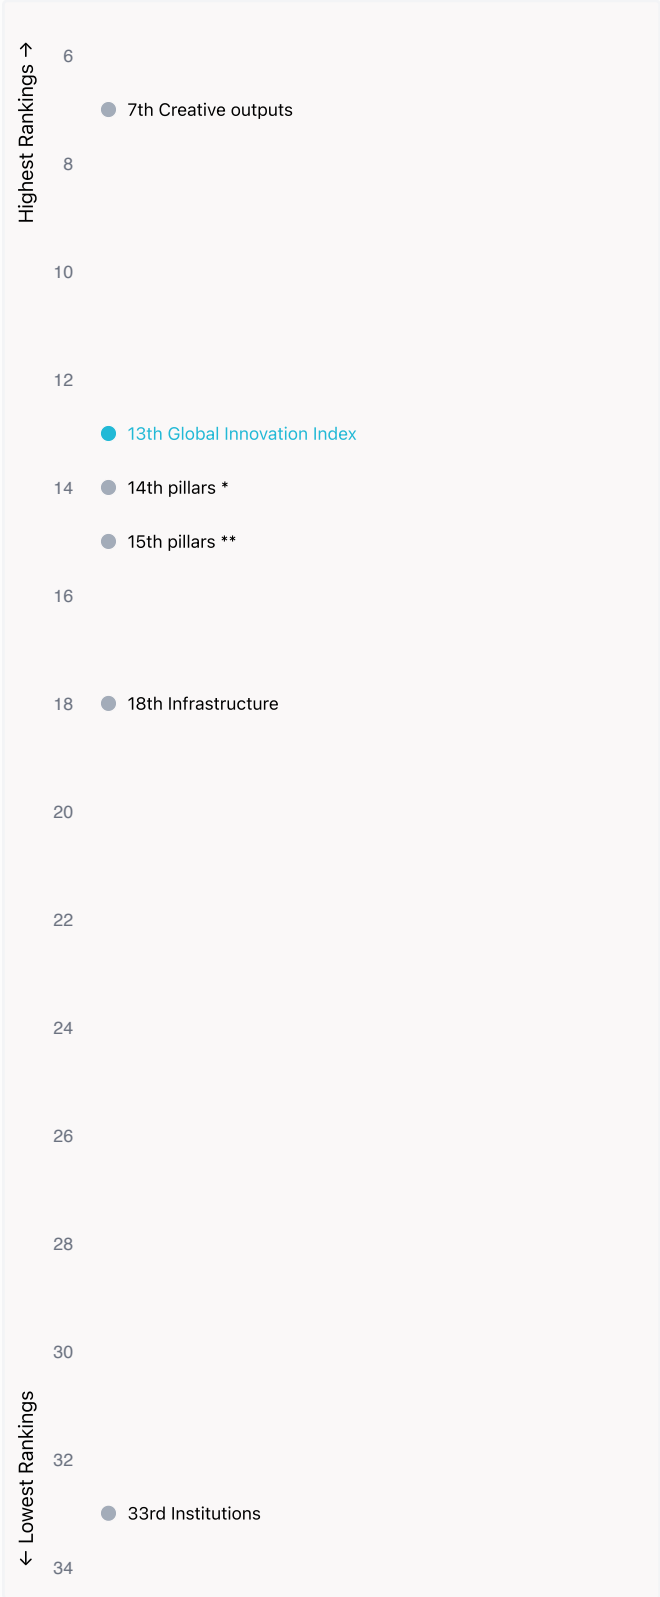 Highest Rankings →
6
7th Creative outputs
8
10
12
13th Global Innovation Index
14
14th pillars *
15th pillars **
16
18
18th Infrastructure
20
22
24
26
28
30
← Lowest Rankings
32
33rd Institutions
34